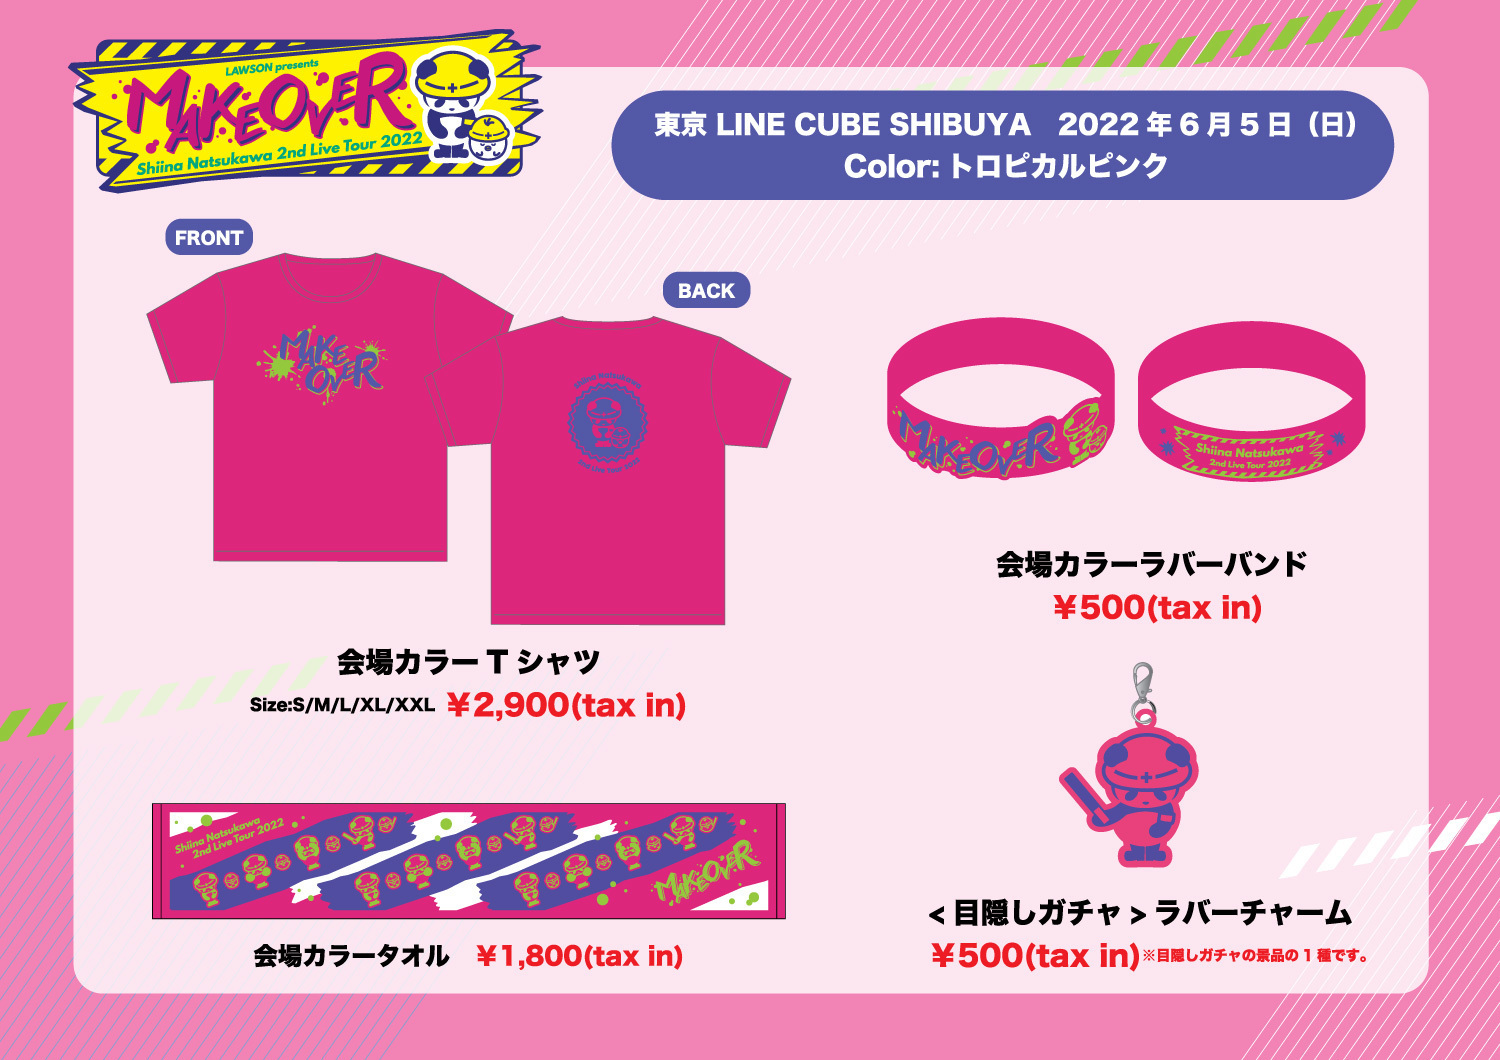 LAWSON presents
MAKEOVER
Shiina Natsukawa 2nd Live Tour 2022
東京 LINE CUBE SHIBUYA 2022年6月5日（日）
Color:トロピカルピンク
FRONT
BACK
MAKE
OVER
Shiina Natsukawa
2nd Live Tour 2022
MAKEOVER
Shiina Natsukawa
2nd Live Tour 2022
会場カラーラバーバンド
¥500(tax in)
会場カラーTシャツ
Size:S/M/L/XL/XXL ¥2,900(tax in)
Shiina Natsukawa
2nd Live Tour 2022
MAKEOVER
会場カラータオル ¥1,800(tax in)
<目隠しガチャ>ラバーチャーム
¥500(tax in)※目隠しガチャの景品の1種です。